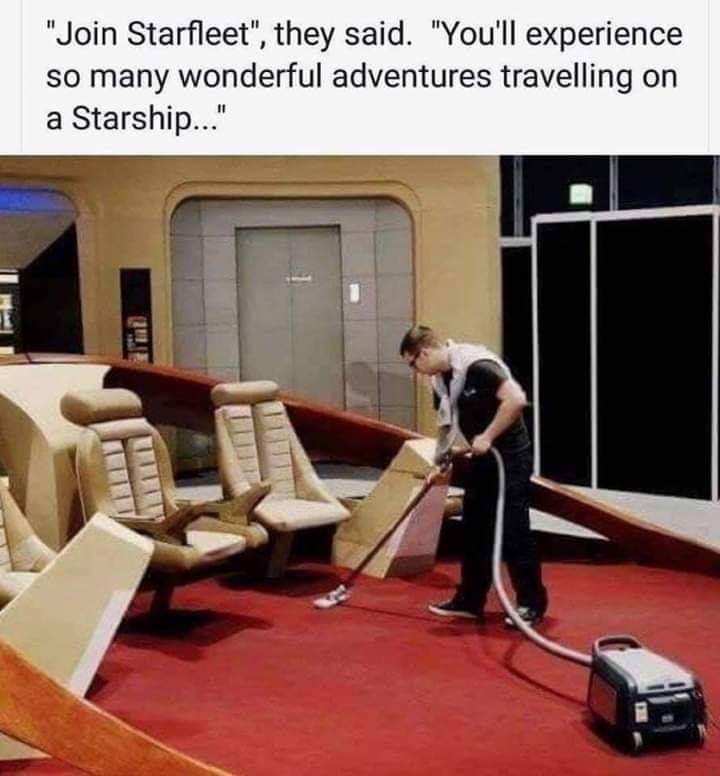 "Join Starfleet", they said.  "You'll experience
so many wonderful adventures travelling on
a Starship..."